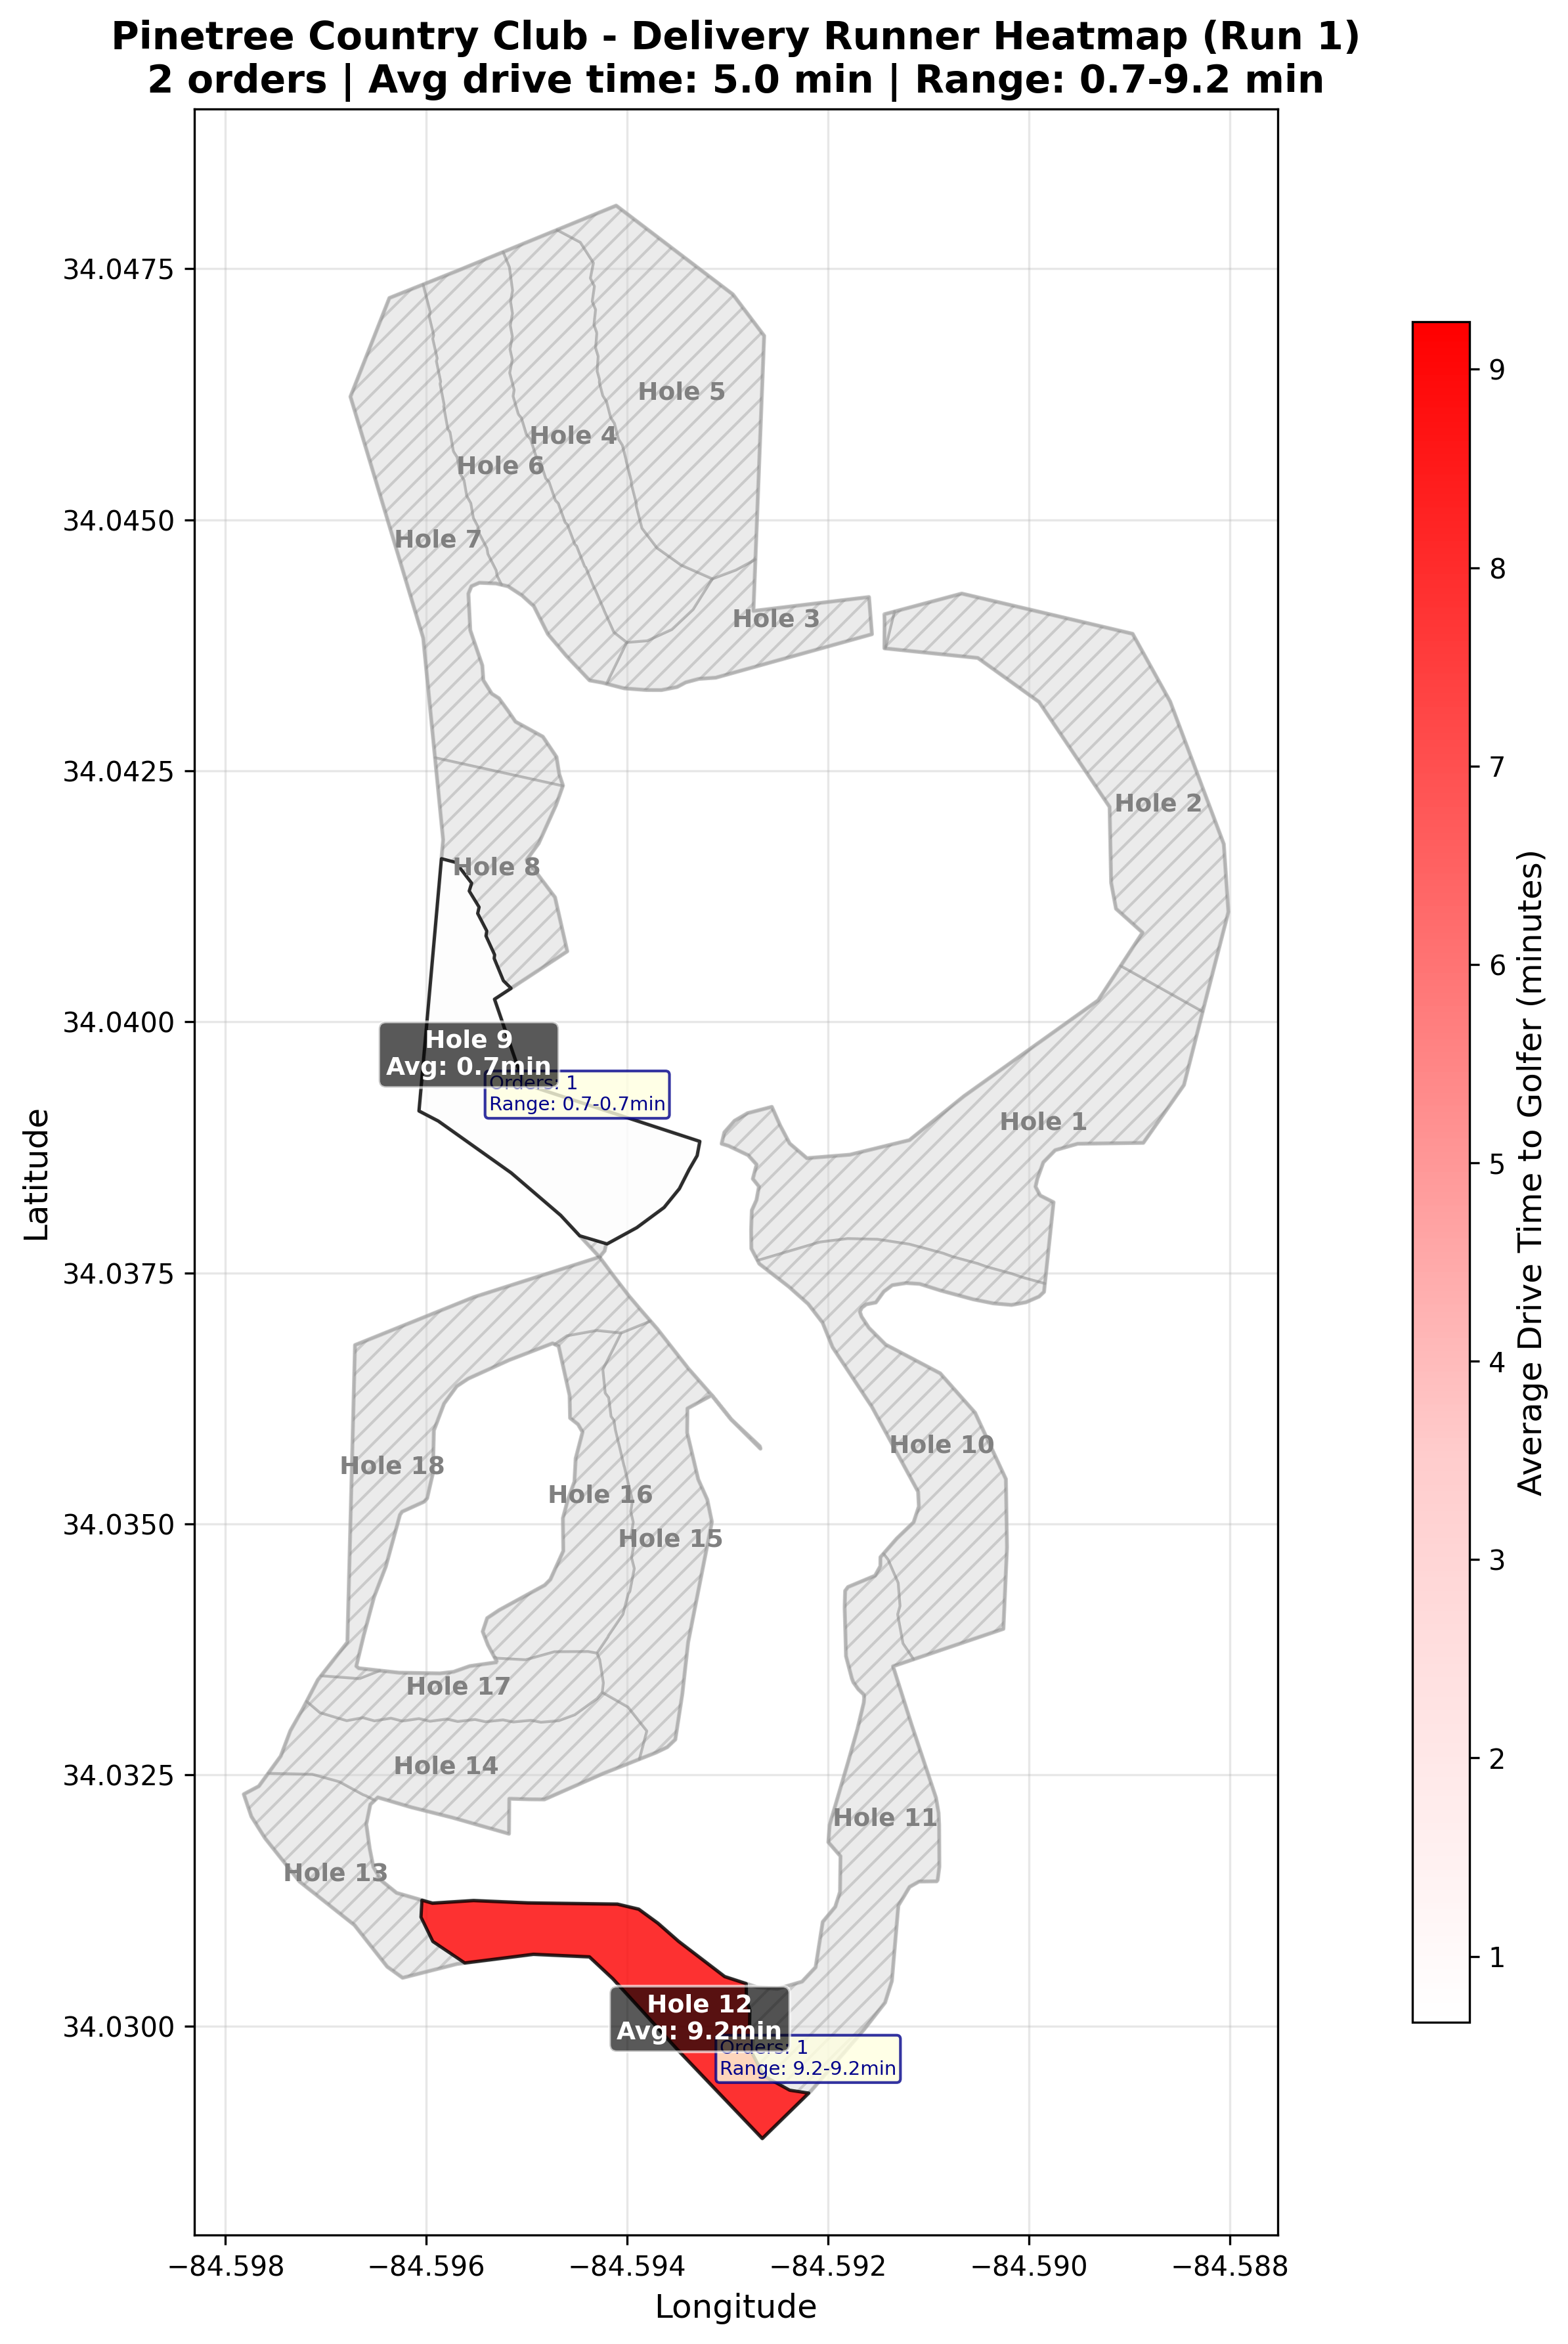 Pinetree Country Club - Delivery Runner Heatmap (Run 1)
2 orders | Avg drive time: 5.0 min | Range: 0.7-9.2 min
Latitude
34.0475
34.0450
34.0425
34.0400
34.0375
34.0350
34.0325
34.0300
Hole 5
Hole 4
Hole 6
Hole 7
Hole 3
Hole 2
Hole 8
Hole 9
Avg: 0.7min
Orders: 1
Range: 0.7-0.7min
Hole 1
Hole 10
Hole 18
Hole 16
Hole 15
Hole 17
Hole 14
Hole 11
Hole 13
Hole 12
Avg: 9.2min
Orders: 1
Range: 9.2-9.2min
−84.598
−84.596
−84.594
−84.592
−84.590
−84.588
Longitude
9
8
7
6
5
4
3
2
1
Average Drive Time to Golfer (minutes)